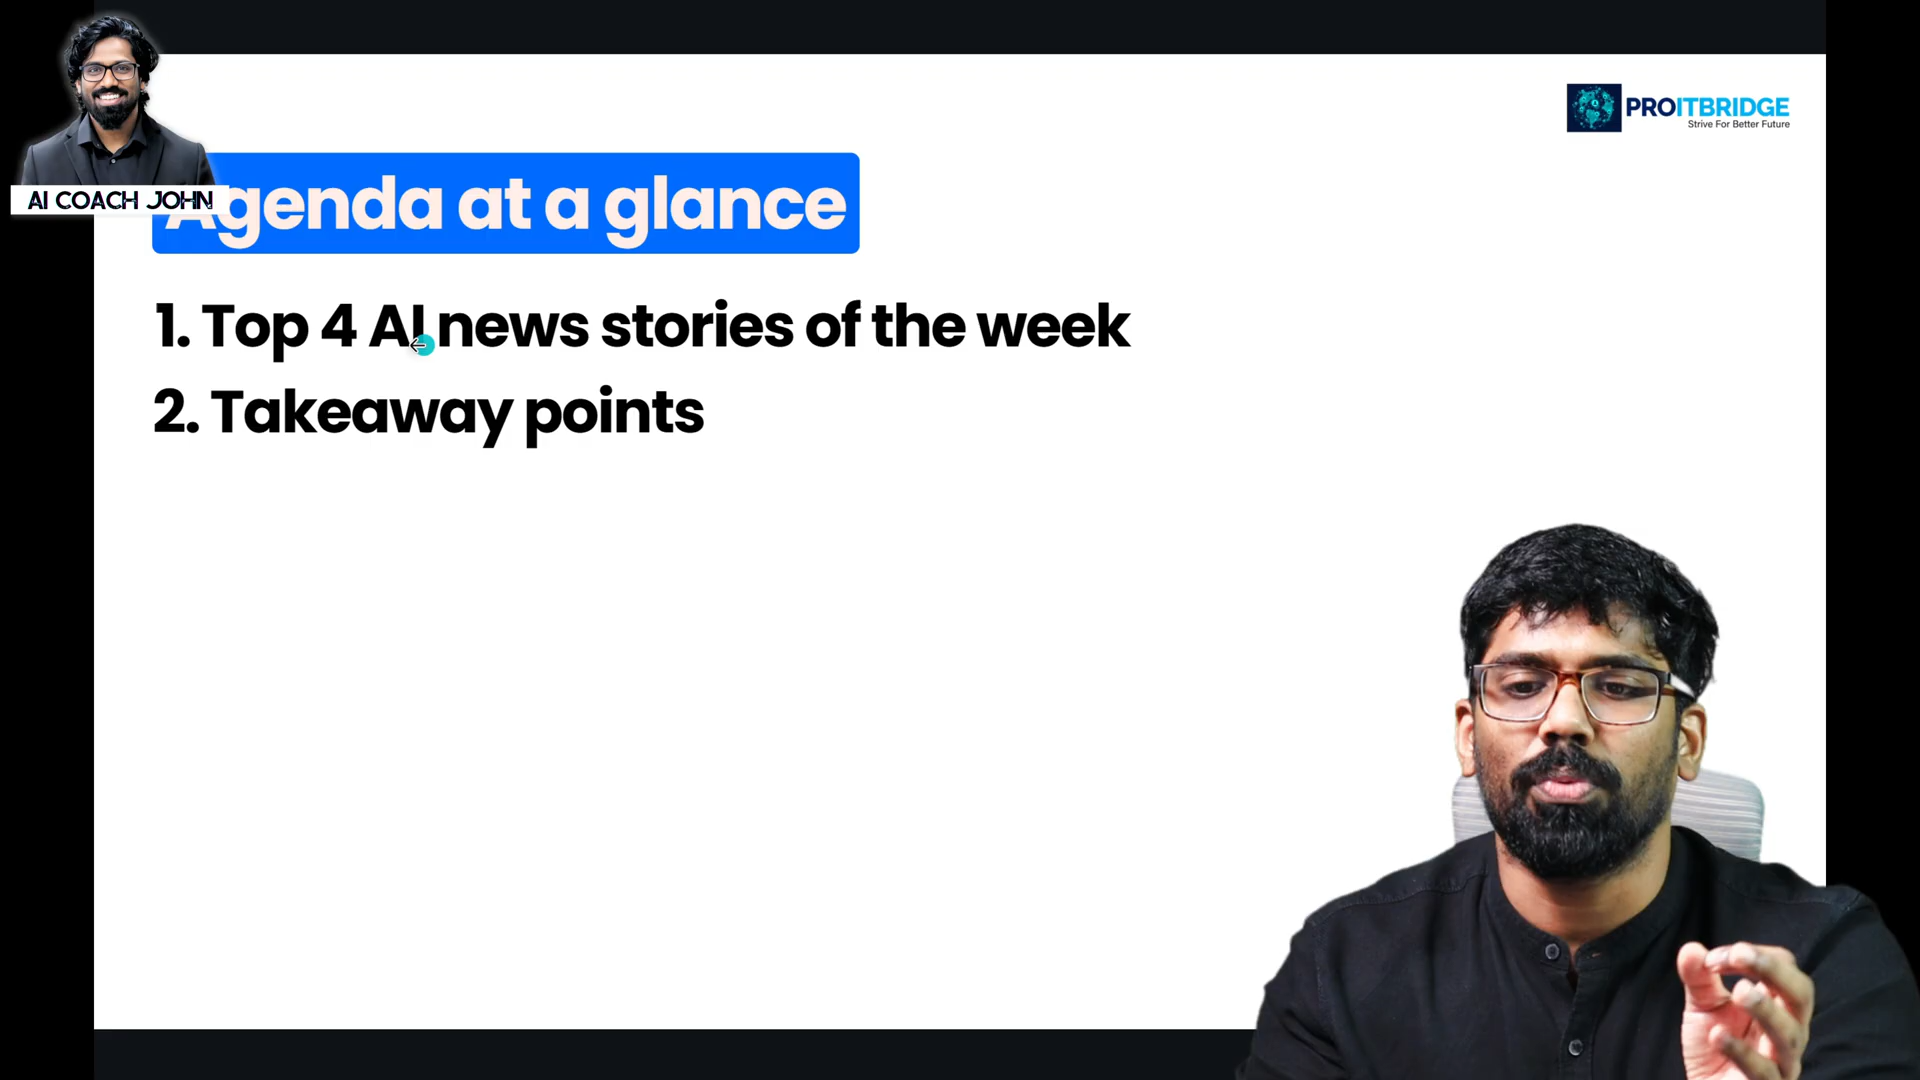 PROITBRIDGE
Strive For Better Future
AI COACH JOHN
Agenda at a glance
1. Top 4 AI news stories of the week
2. Takeaway points